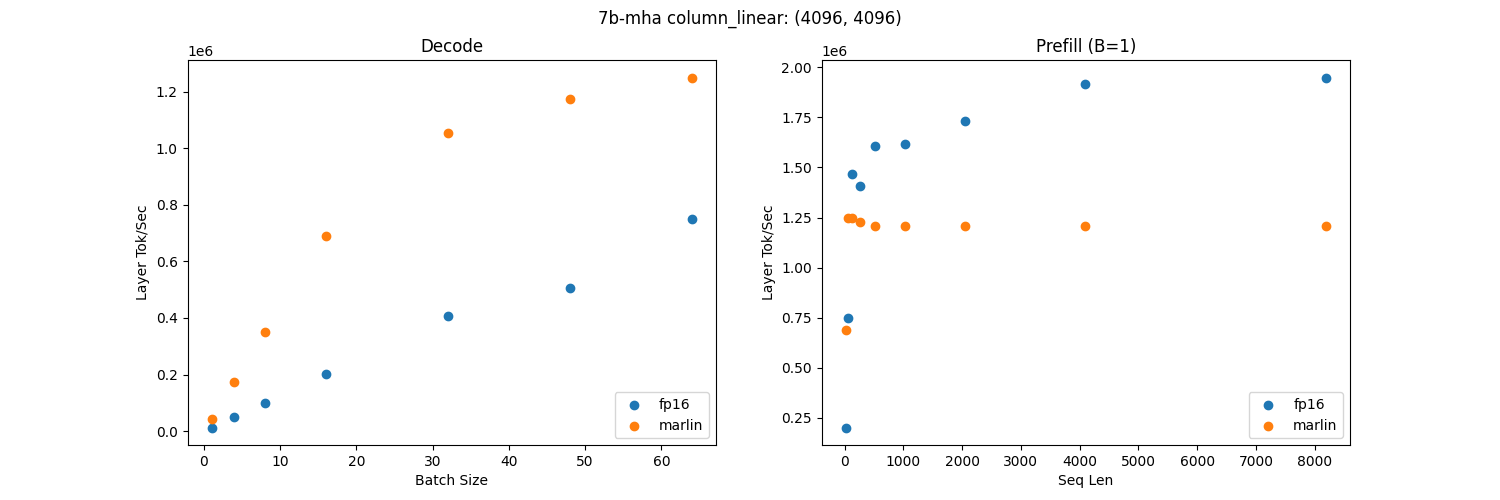 7b-mha column_linear: (4096, 4096)
Decode
1e6
1.2
1.0
0.8
0.6
0.4
0.2
0.0
Layer Tok/Sec
0 10 20 30 40 50 60
Batch Size
fp16
marlin
Prefill (B=1)
1e6
2.00
1.75
1.50
1.25
1.00
0.75
0.50
0.25
Layer Tok/Sec
0 1000 2000 3000 4000 5000 6000 7000 8000
Seq Len
fp16
marlin